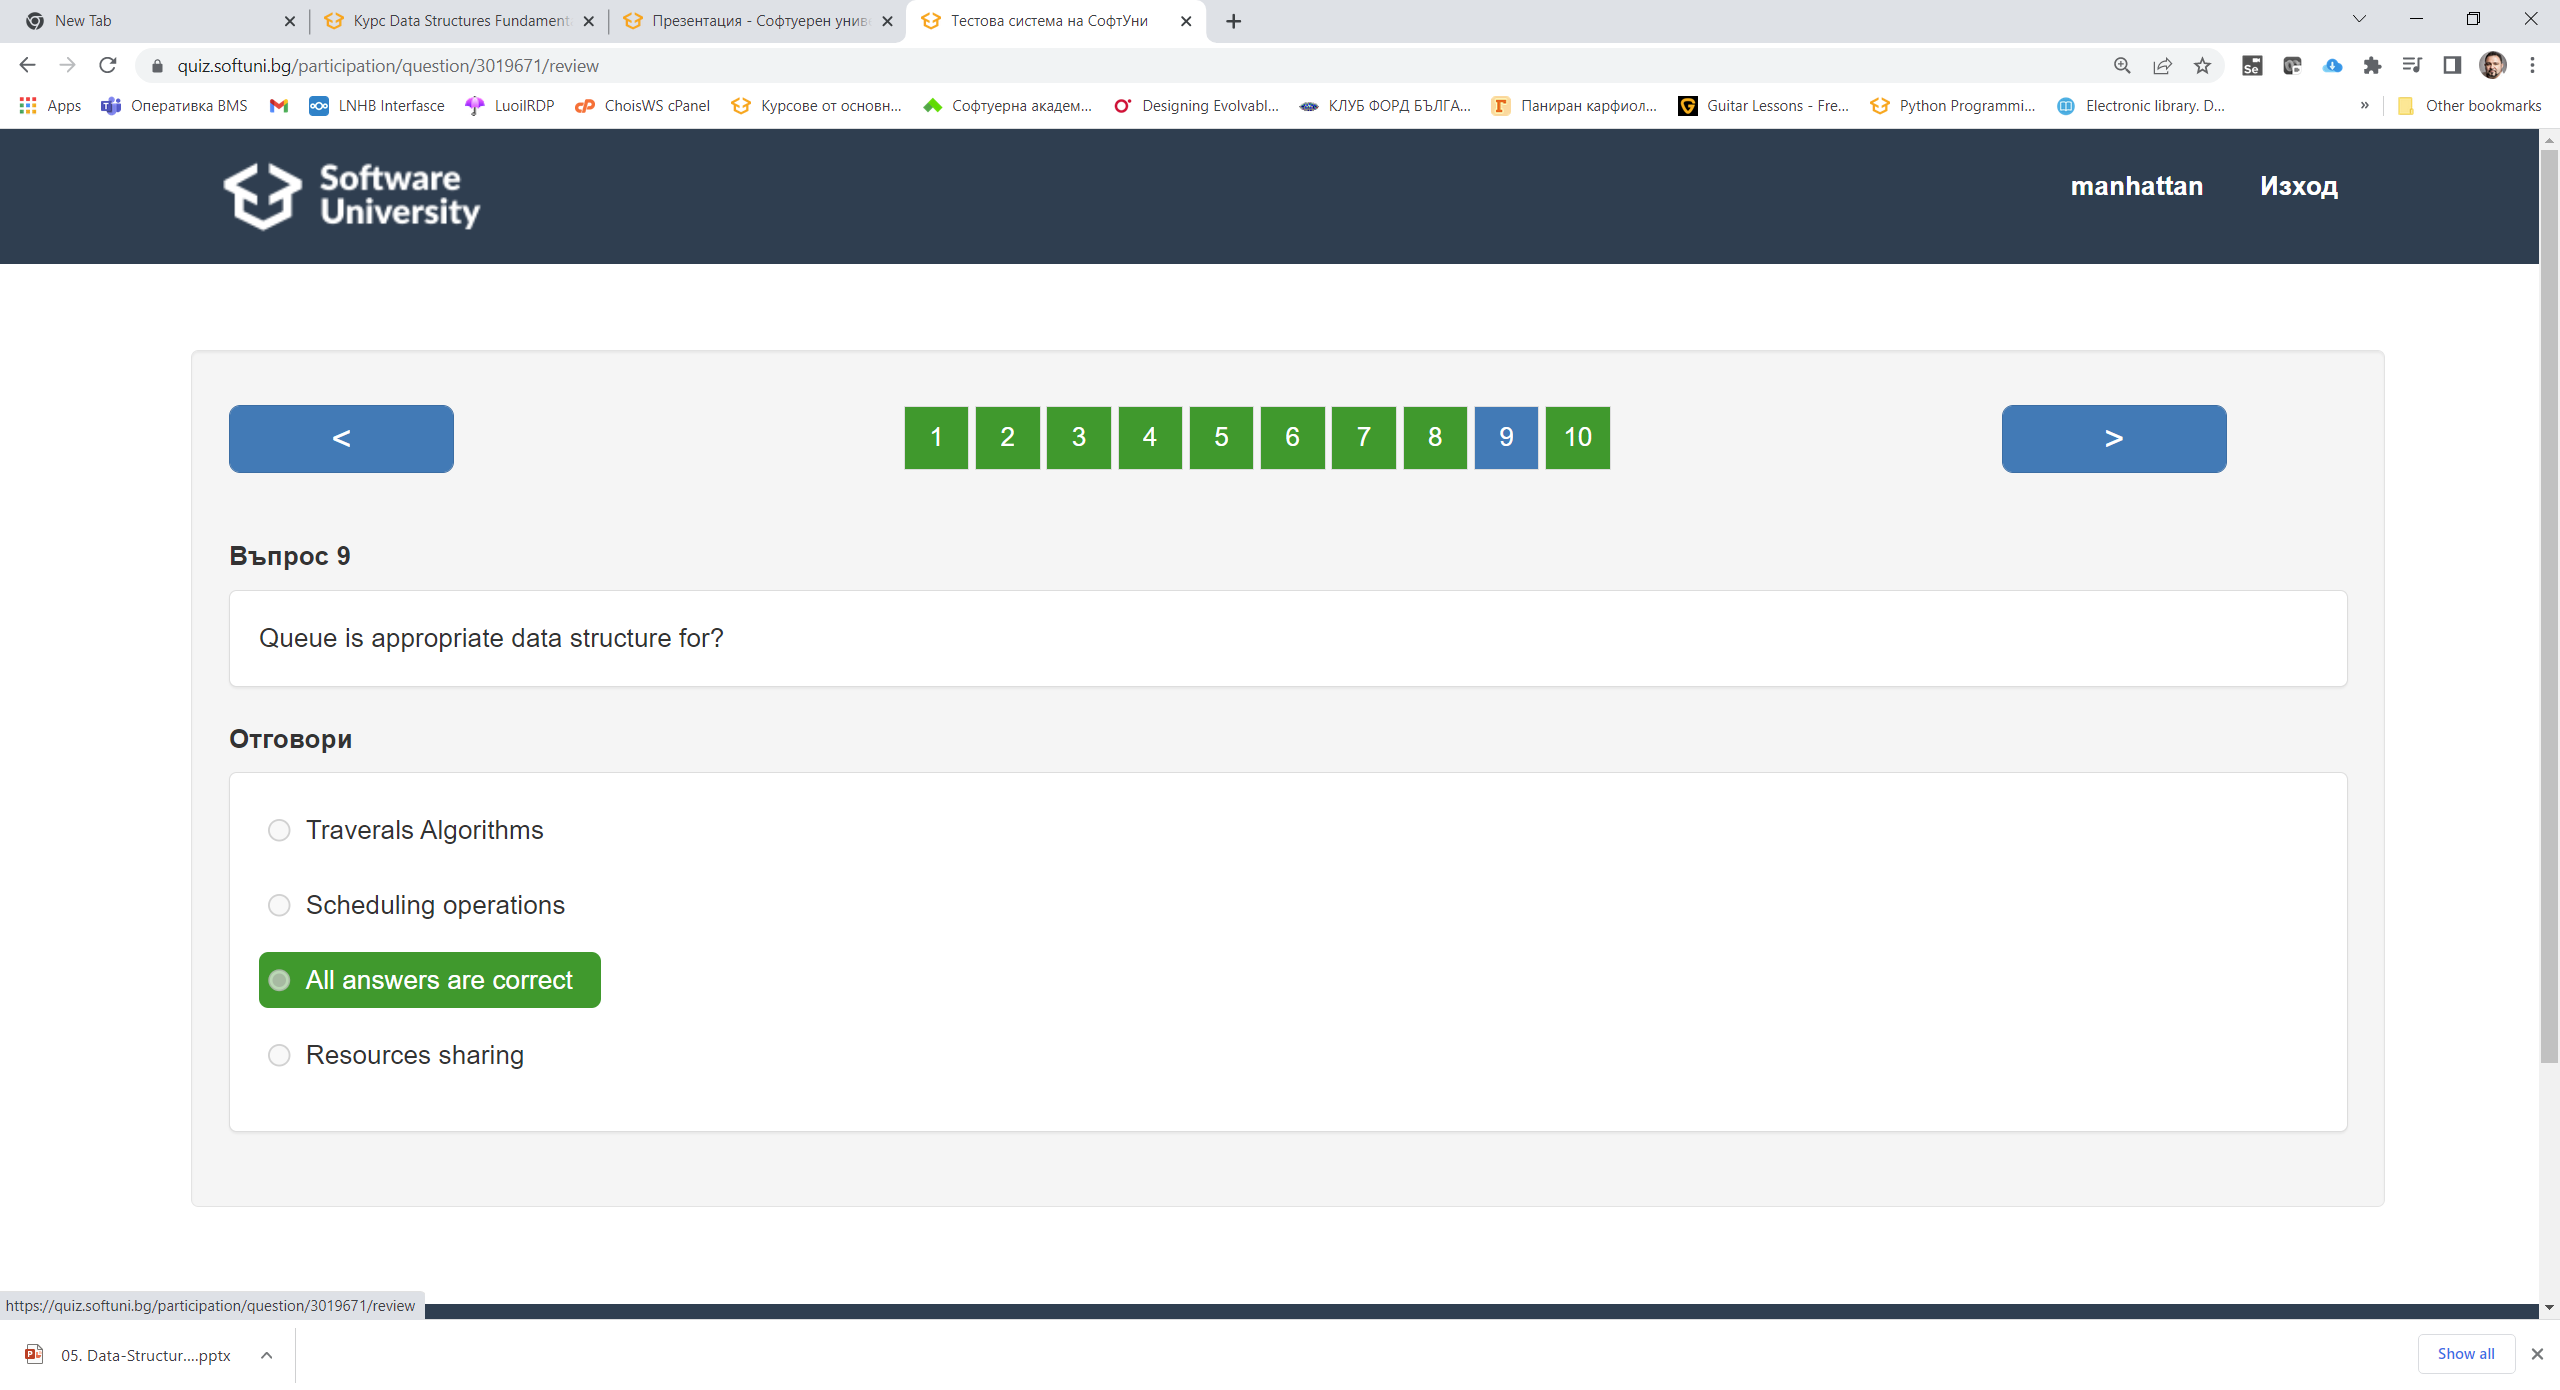 New Tab
Курс Data Structures Fundament
Презентация - Софтуерен униве
Тестова система на СофтУни
quiz.softuni.bg/participation/question/3019671/review
Apps
Оперативка BMS
LNHB Interfasce
LuoilRDP
ChoisWS cPanel
Курсове от основн...
Софтуерна академ...
Designing Evolvabl...
КЛУБ ФОРД БЪЛГА...
Паниран карфиол...
Guitar Lessons - Fre...
Python Programmi...
Electronic library. D...
»
Other bookmarks
Software
University
manhattan
Изход
<
1 2 3 4 5 6 7 8 9 10
>
Въпрос 9
Queue is appropriate data structure for?
Отговори
Traverals Algorithms
Scheduling operations
All answers are correct
Resources sharing
https://quiz.softuni.bg/participation/question/3019671/review
05. Data-Structur....pptx
Show all